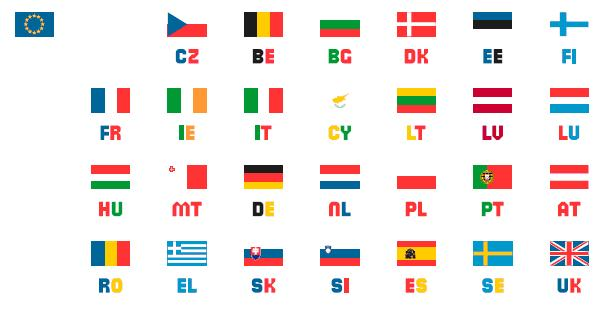 CZ BE BG DK EE FI
FR IE IT CY LT LV LU
HU MT DE NL PL PT AT
RO EL SK SI ES SE UK